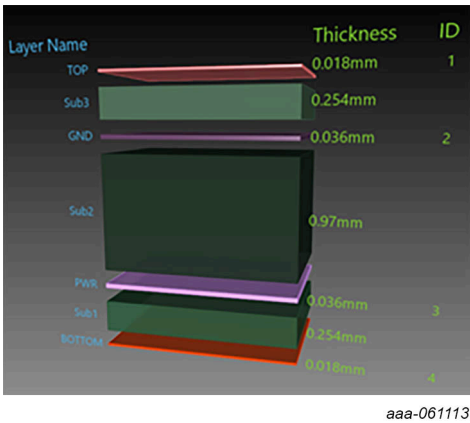 Layer Name Thickness ID
TOP 0.018mm 1
Sub3 0.254mm
GND 0.036mm 2
Sub2 0.97mm
PWR 0.036mm 3
Sub1 0.254mm
BOTTOM 0.018mm 4
aaa-061113